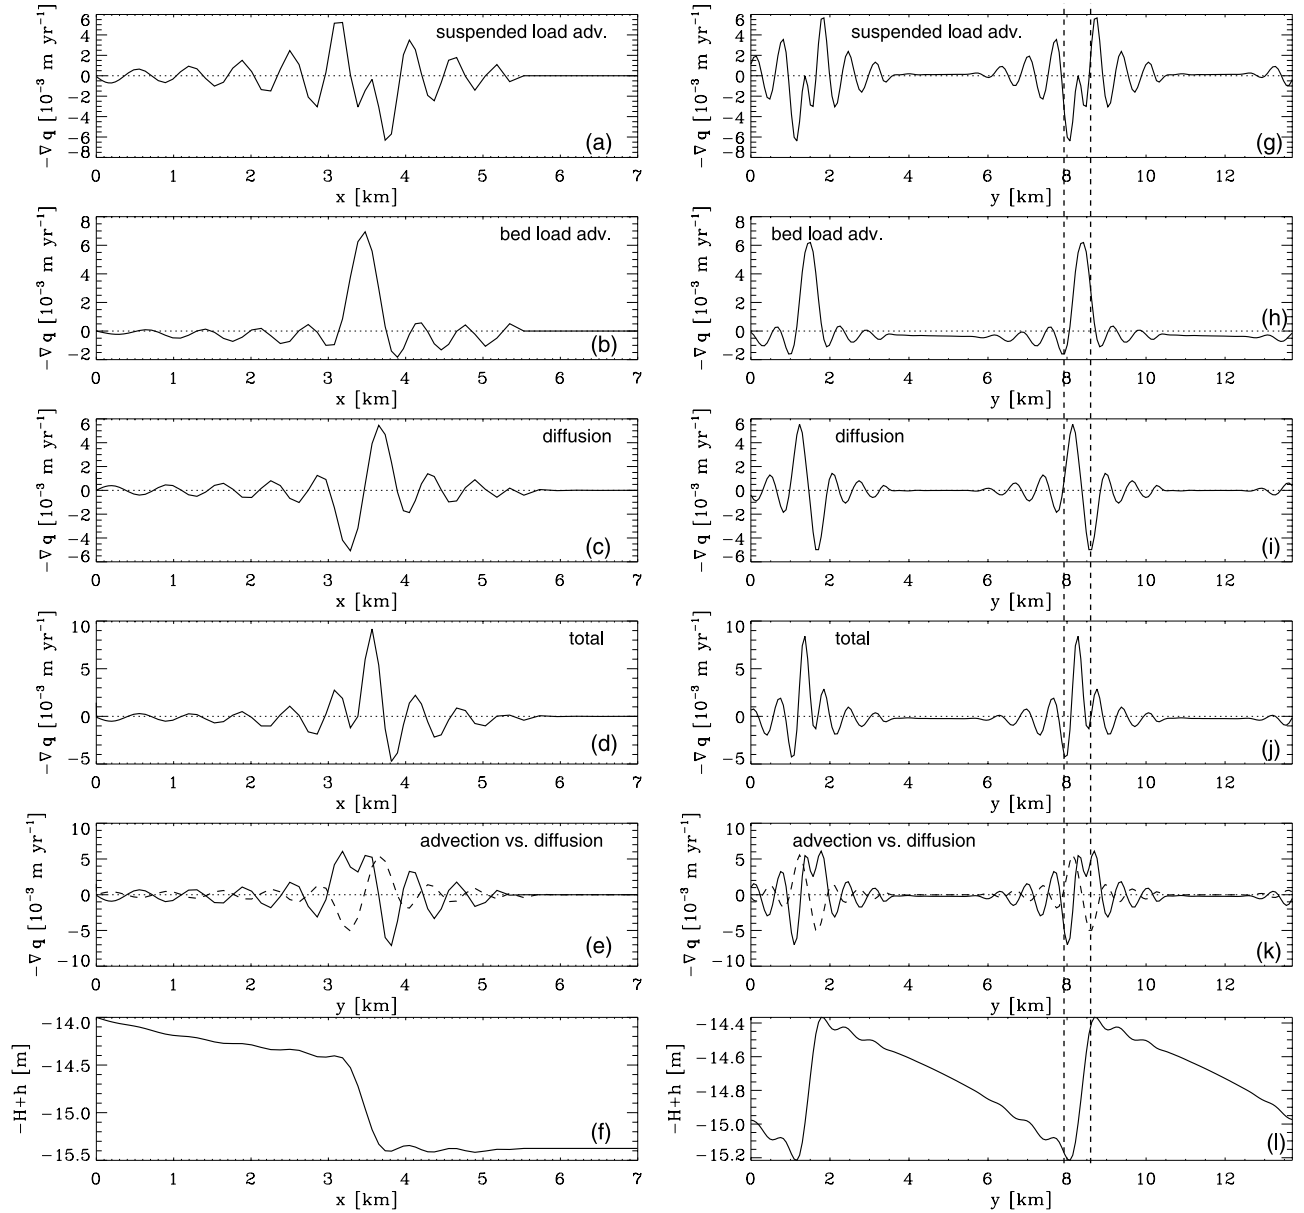 −∇q [10⁻³ m yr⁻¹]
6
4
2
0
−2
−4
−6
−8
suspended load adv.
(a)
0 1 2 3 4 5 6 7
x [km]
−∇q [10⁻³ m yr⁻¹]
8
6
4
2
0
−2
bed load adv.
(b)
0 1 2 3 4 5 6 7
x [km]
−∇q [10⁻³ m yr⁻¹]
6
4
2
0
−2
−4
−6
diffusion
(c)
0 1 2 3 4 5 6 7
x [km]
−∇q [10⁻³ m yr⁻¹]
10
5
0
−5
total
(d)
0 1 2 3 4 5 6 7
x [km]
−∇q [10⁻³ m yr⁻¹]
10
5
0
−5
−10
advection vs. diffusion
(e)
0 1 2 3 4 5 6 7
y [km]
−H+h [m]
−14.0
−14.5
−15.0
−15.5
(f)
0 1 2 3 4 5 6 7
x [km]
−∇q [10⁻³ m yr⁻¹]
6
4
2
0
−2
−4
−6
−8
suspended load adv.
(g)
0 2 4 6 8 10 12
y [km]
−∇q [10⁻³ m yr⁻¹]
8
6
4
2
0
−2
bed load adv.
(h)
0 2 4 6 8 10 12
y [km]
−∇q [10⁻³ m yr⁻¹]
6
4
2
0
−2
−4
−6
diffusion
(i)
0 2 4 6 8 10 12
y [km]
−∇q [10⁻³ m yr⁻¹]
10
5
0
−5
total
(j)
0 2 4 6 8 10 12
y [km]
−∇q [10⁻³ m yr⁻¹]
10
5
0
−5
−10
advection vs. diffusion
(k)
0 2 4 6 8 10 12
y [km]
−H+h [m]
−14.4
−14.6
−14.8
−15.0
−15.2
(l)
0 2 4 6 8 10 12
y [km]